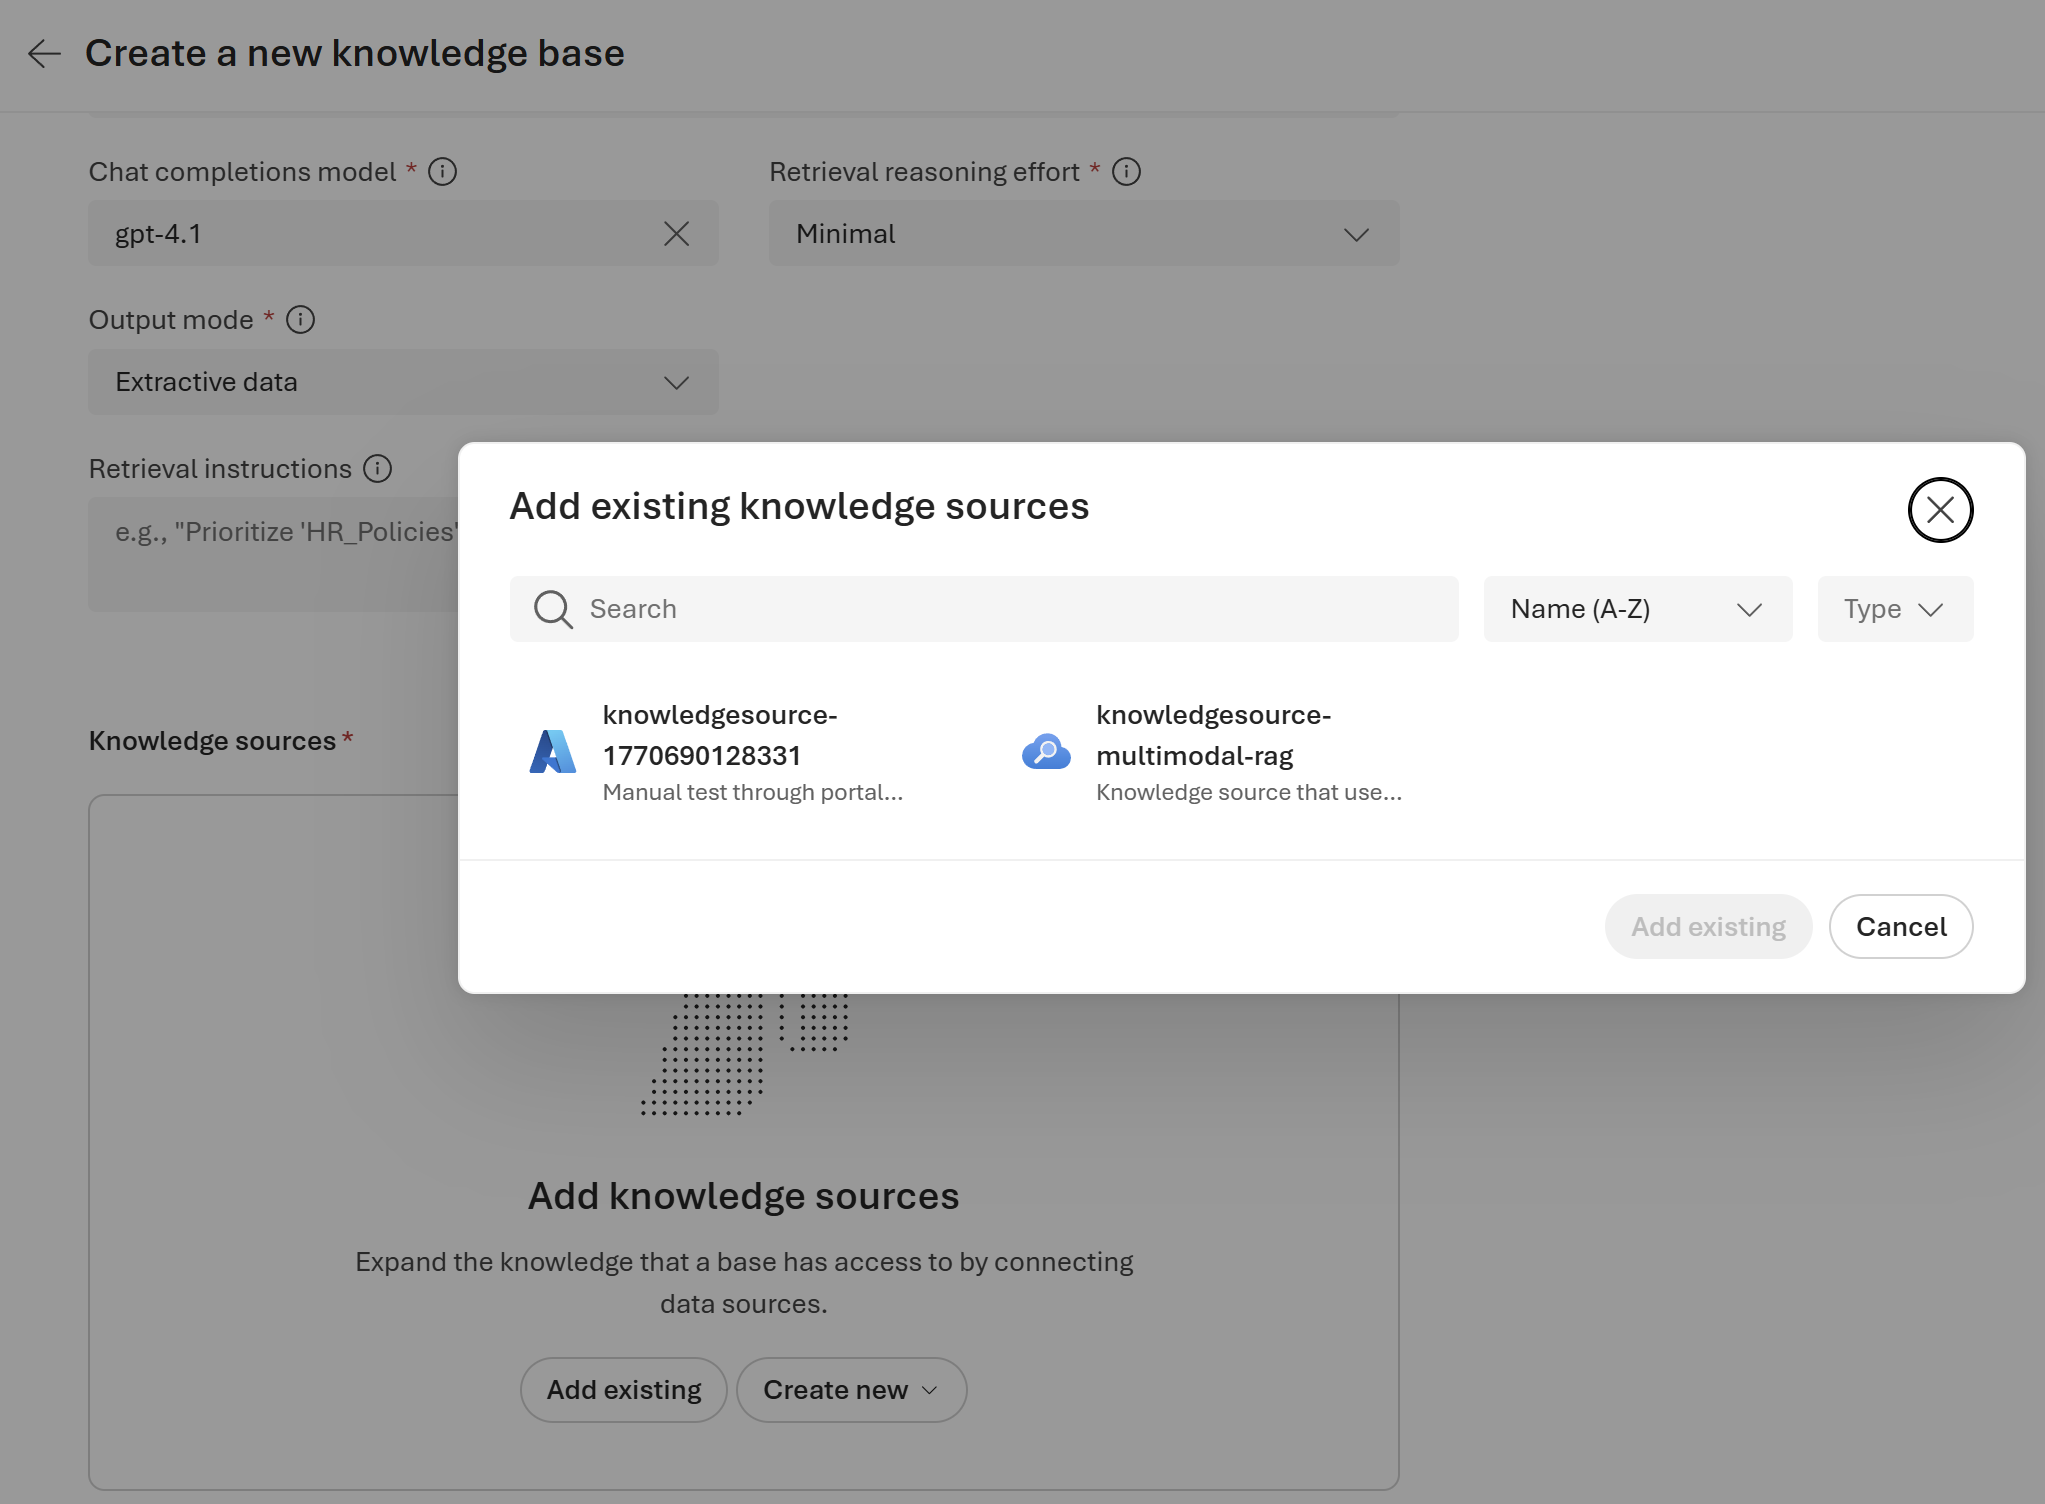 Create a new knowledge base
Chat completions model *
Retrieval reasoning effort *
gpt-4.1
Minimal
Output mode *
Extractive data
Retrieval instructions
e.g., "Prioritize 'HR_Policies'
Knowledge sources *
Add existing knowledge sources
Search
Name (A-Z)
Type
knowledgesource-
1770690128331
Manual test through portal...
knowledgesource-
multimodal-rag
Knowledge source that use...
Add existing
Cancel
Add knowledge sources
Expand the knowledge that a base has access to by connecting
data sources.
Add existing
Create new